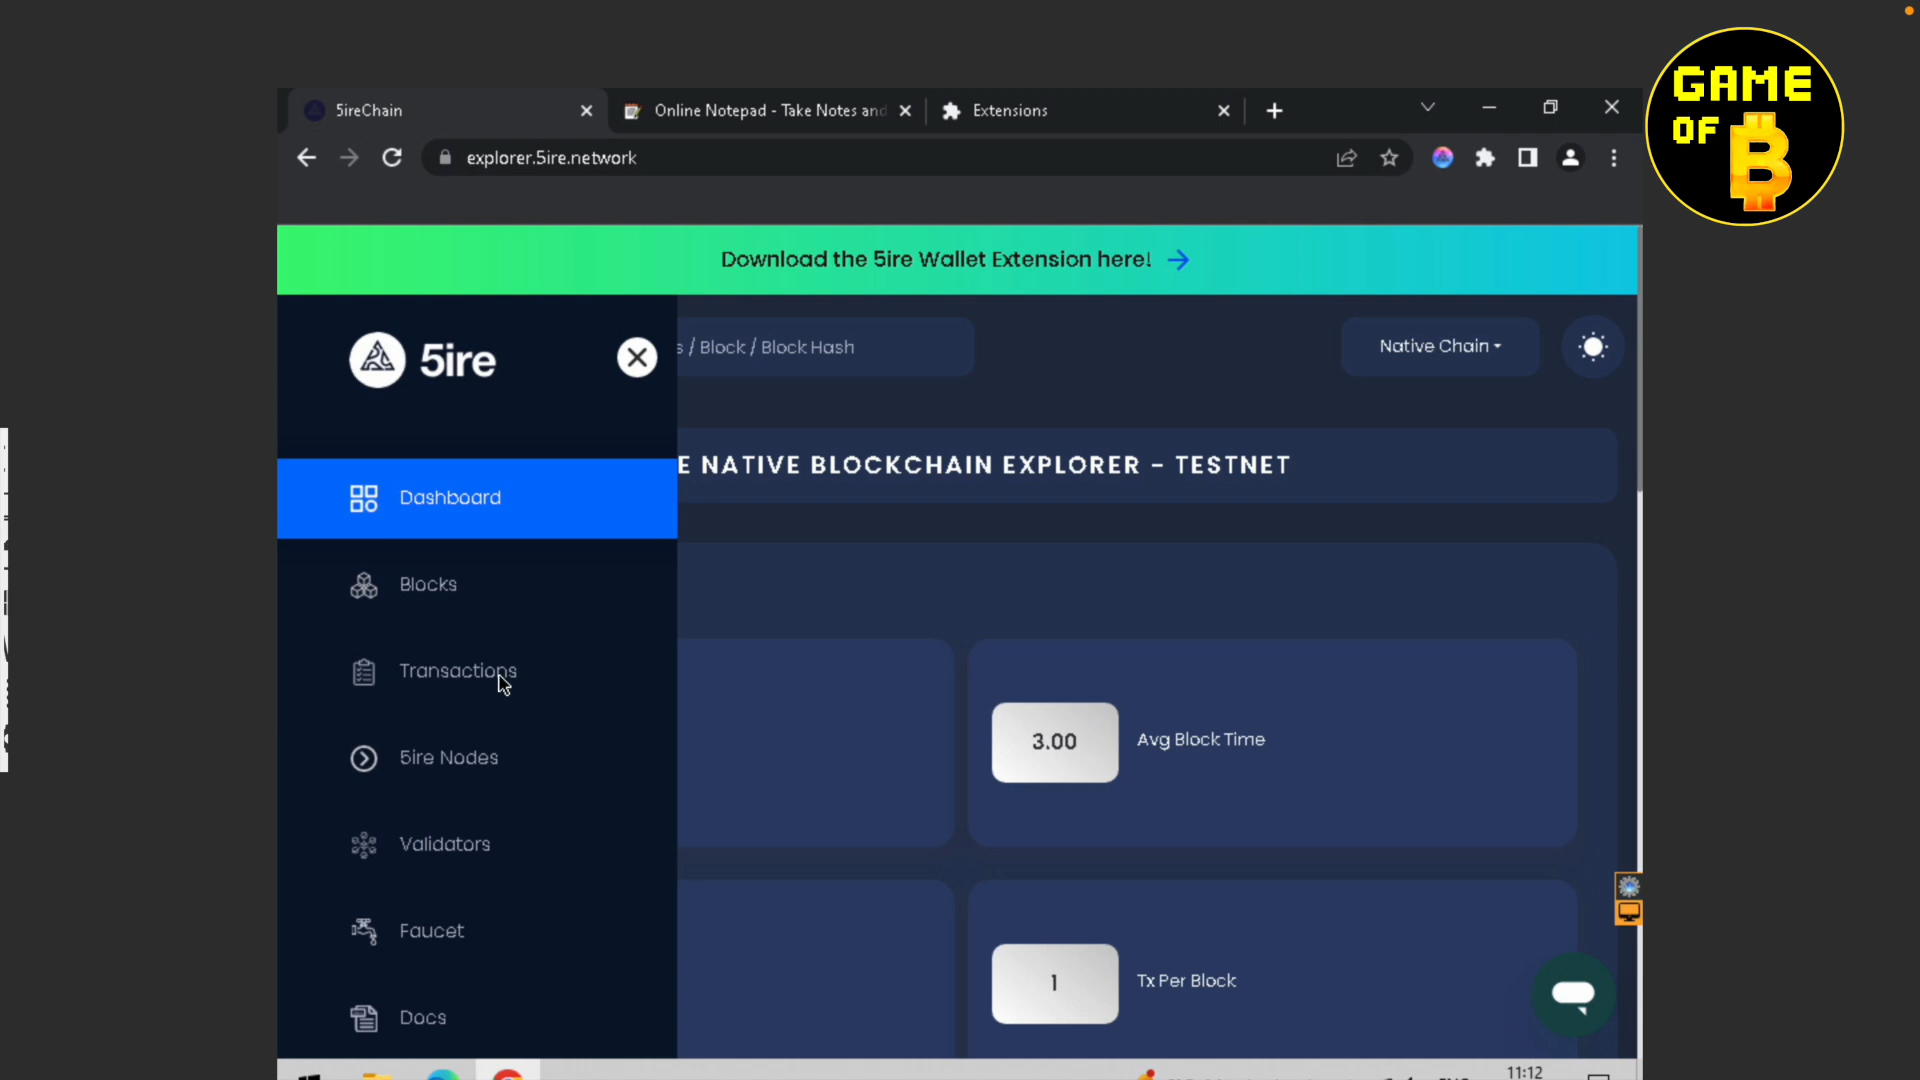 GAME
OF
5ireChain
Online Notepad - Take Notes and
Extensions
explorer.5ire.network
Download the 5ire Wallet Extension here!
5ire
s / Block / Block Hash
Native Chain
E NATIVE BLOCKCHAIN EXPLORER - TESTNET
Dashboard
Blocks
Transactions
3.00
Avg Block Time
5ire Nodes
Validators
Faucet
1
Tx Per Block
Docs
11:12